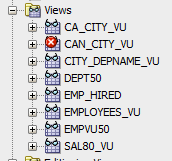 Views
CA_CITY_VU
CAN_CITY_VU
CITY_DEPNAME_VU
DEPT50
EMP_HIRED
EMPLOYEES_VU
EMPVU50
SAL80_VU